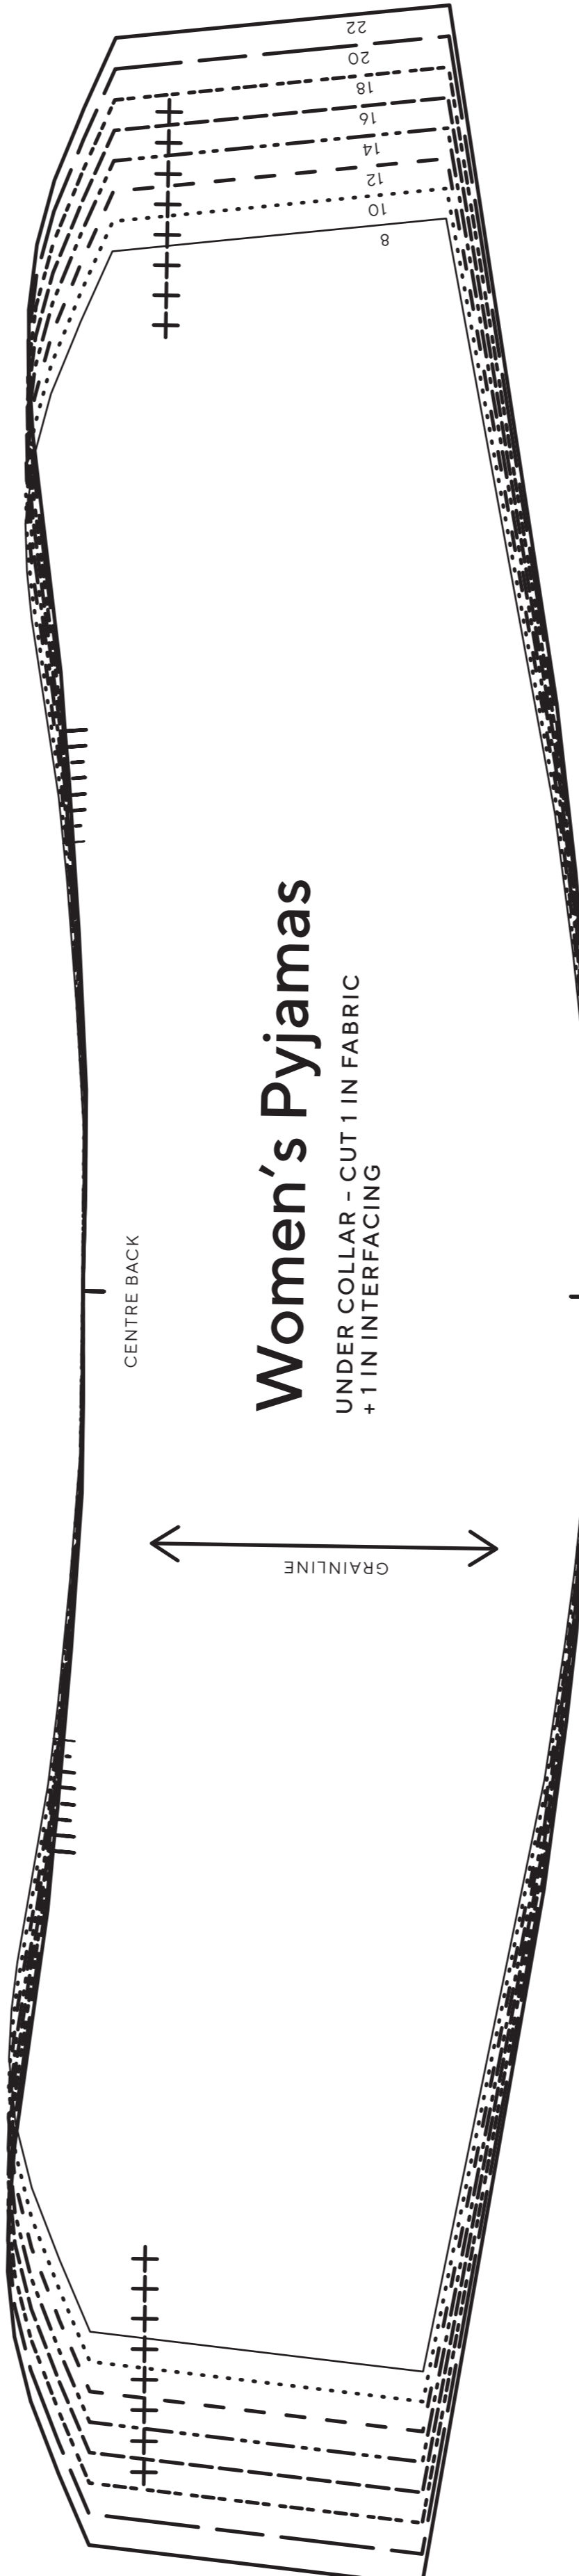 22
20
18
16
14
12
10
8
Women's Pyjamas
UNDER COLLAR - CUT 1 IN FABRIC
+ 1 IN INTERFACING
CENTRE BACK
GRAINLINE